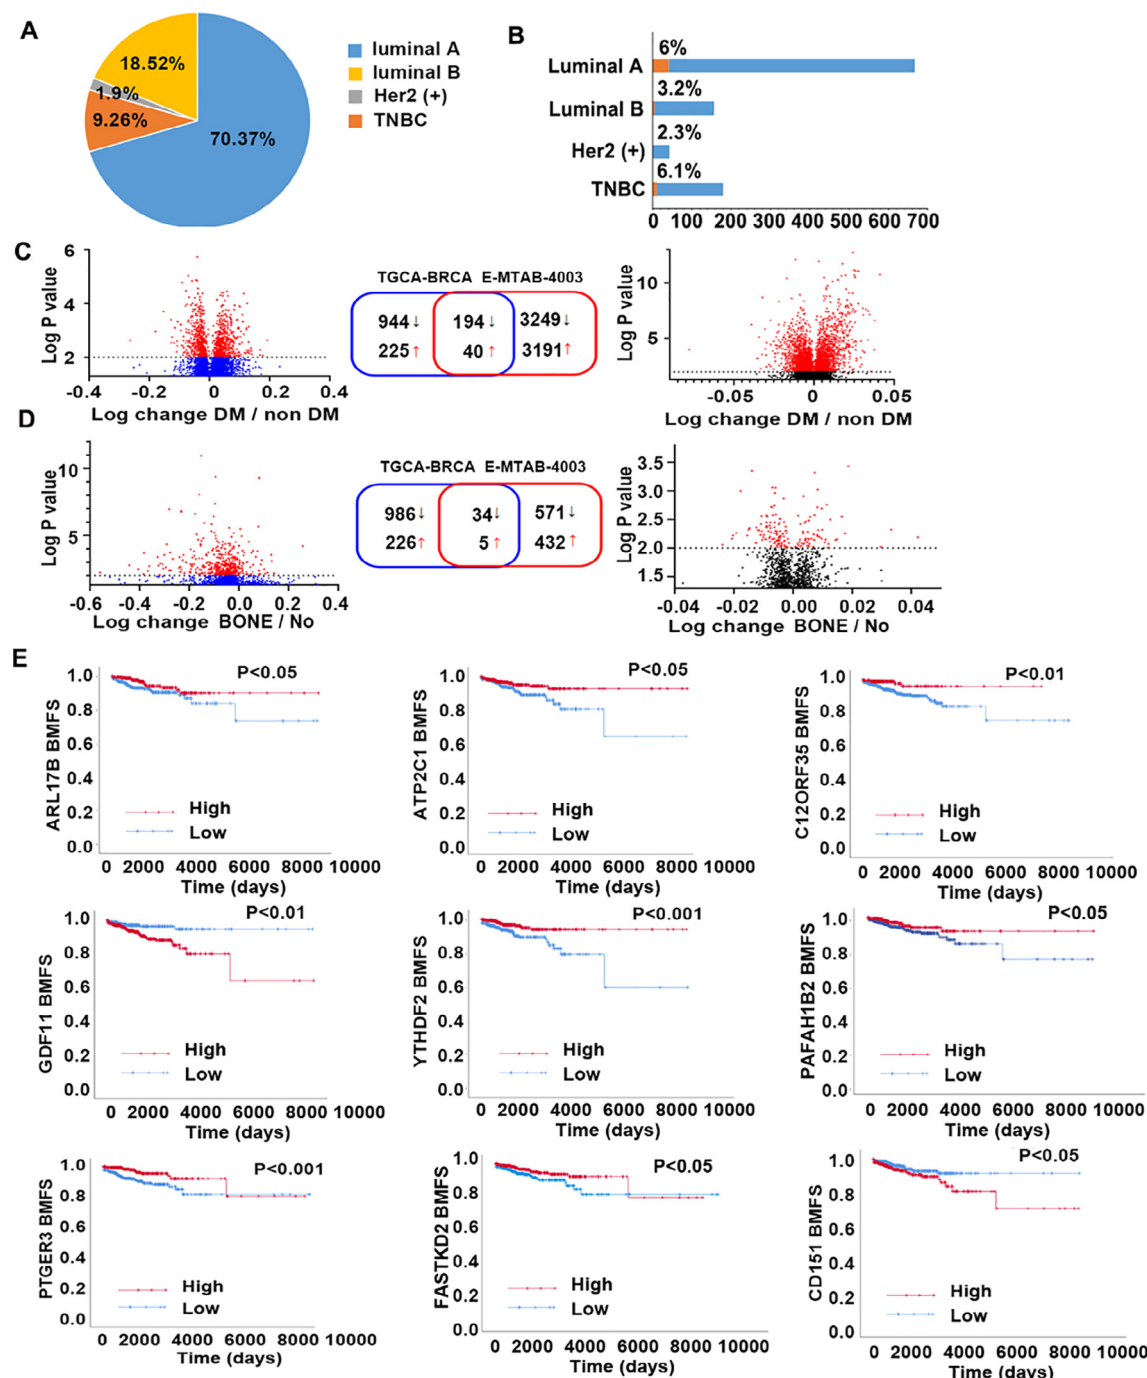 A
18.52%
1.9%
9.26%
70.37%
luminal A
luminal B
Her2 (+)
TNBC
B
Luminal A
Luminal B
Her2 (+)
TNBC
6%
3.2%
2.3%
6.1%
0 100 200 300 400 500 600 700
C
Log P value
6
4
2
-0.4 -0.2 0 0.2 0.4
Log change DM / non DM
TGCA-BRCA E-MTAB-4003
944↓ 194↓ 3249↓
225↑ 40↑ 3191↑
Log P value
10
5
-0.05 0 0.05
Log change DM / non DM
D
Log P value
10
5
-0.6 -0.4 -0.2 0.0 0.2 0.4
Log change BONE / No
TGCA-BRCA E-MTAB-4003
986↓ 34↓ 571↓
226↑ 5↑ 432↑
Log P value
3.5
3.0
2.5
2.0
1.5
-0.04 -0.02 0.00 0.02 0.04
Log change BONE / No
E
ARL17B BMFS
1.0
0.8
0.6
0.4
0.2
0.0
P<0.05
High
Low
0 2000 4000 6000 8000 10000
Time (days)
ATP2C1 BMFS
1.0
0.8
0.6
0.4
0.2
0.0
P<0.05
High
Low
0 2000 4000 6000 8000 10000
Time (days)
C12ORF35 BMFS
1.0
0.8
0.6
0.4
0.2
0.0
P<0.01
High
Low
0 2000 4000 6000 8000 10000
Time (days)
GDF11 BMFS
1.0
0.8
0.6
0.4
0.2
0.0
P<0.01
High
Low
0 2000 4000 6000 8000 10000
Time (days)
YTHDF2 BMFS
1.0
0.8
0.6
0.4
0.2
0.0
P<0.001
High
Low
0 2000 4000 6000 8000 10000
Time (days)
PAFAH1B2 BMFS
1.0
0.8
0.6
0.4
0.2
0.0
P<0.05
High
Low
0 2000 4000 6000 8000 10000
Time (days)
PTGER3 BMFS
1.0
0.8
0.6
0.4
0.2
0.0
P<0.001
High
Low
0 2000 4000 6000 8000 10000
Time (days)
FASTKD2 BMFS
1.0
0.8
0.6
0.4
0.2
0.0
P<0.05
High
Low
0 2000 4000 6000 8000 10000
Time (days)
CD151 BMFS
1.0
0.8
0.6
0.4
0.2
0.0
P<0.05
High
Low
0 2000 4000 6000 8000 10000
Time (days)